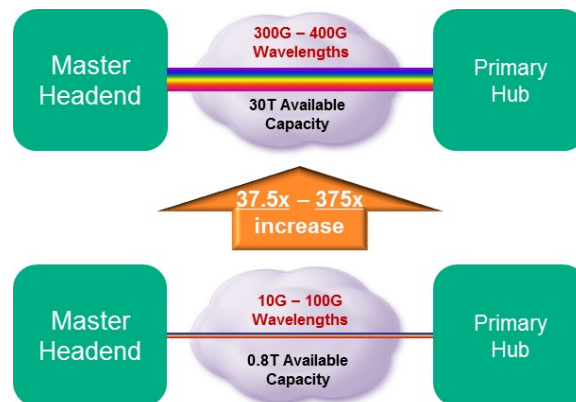 Master
Headend
300G – 400G
Wavelengths
30T Available
Capacity
Primary
Hub
37.5x – 375x
increase
Master
Headend
10G – 100G
Wavelengths
0.8T Available
Capacity
Primary
Hub